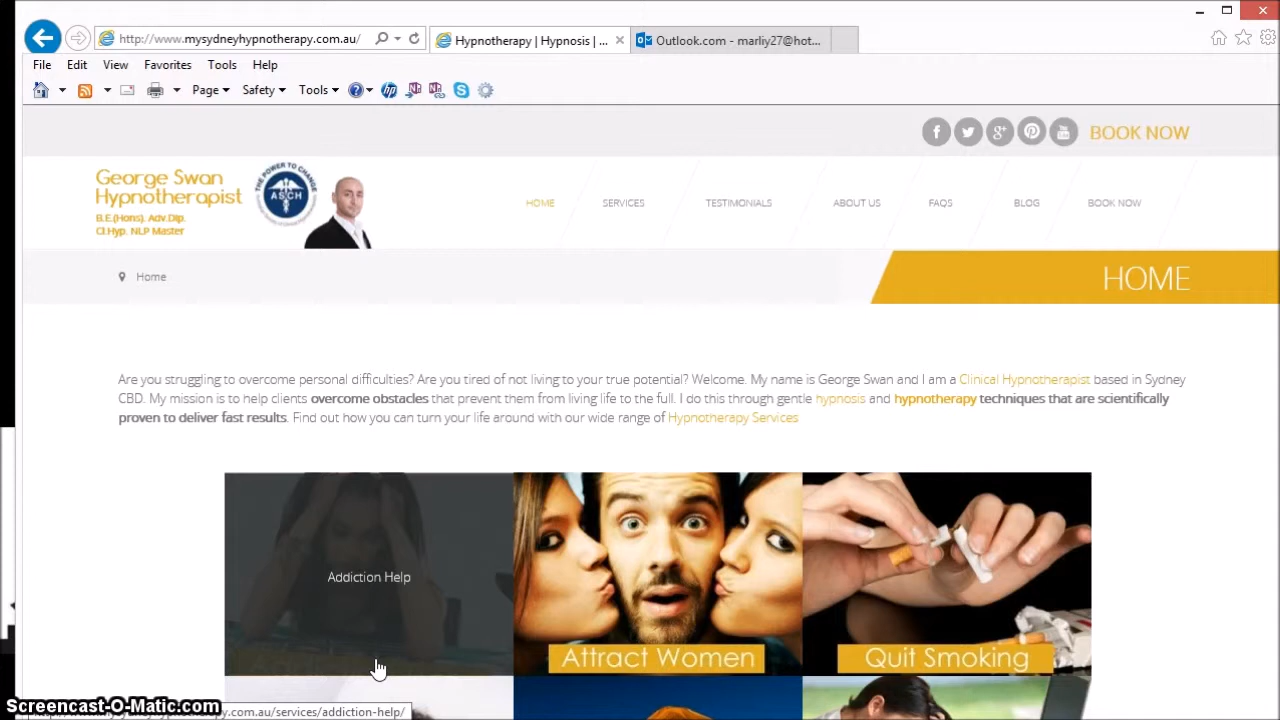 http://www.mysydneyhypnotherapy.com.au/
Hypnotherapy | Hypnosis | ...
Outlook.com - marliy27@hot...
File Edit View Favorites Tools Help
Page Safety Tools
BOOK NOW
George Swan
Hypnotherapist
B.E.(Hons). Adv.Dip.
Cl.Hyp. NLP Master
THE POWER TO CHANGE
ASCH
HOME SERVICES TESTIMONIALS ABOUT US FAQS BLOG BOOK NOW
Home
HOME
Are you struggling to overcome personal difficulties? Are you tired of not living to your true potential? Welcome. My name is George Swan and I am a Clinical Hypnotherapist based in Sydney
CBD. My mission is to help clients overcome obstacles that prevent them from living life to the full. I do this through gentle hypnosis and hypnotherapy techniques that are scientifically
proven to deliver fast results. Find out how you can turn your life around with our wide range of Hypnotherapy Services
Addiction Help
Attract Women
Quit Smoking
Screencast-O-Matic.com
.com.au/services/addiction-help/